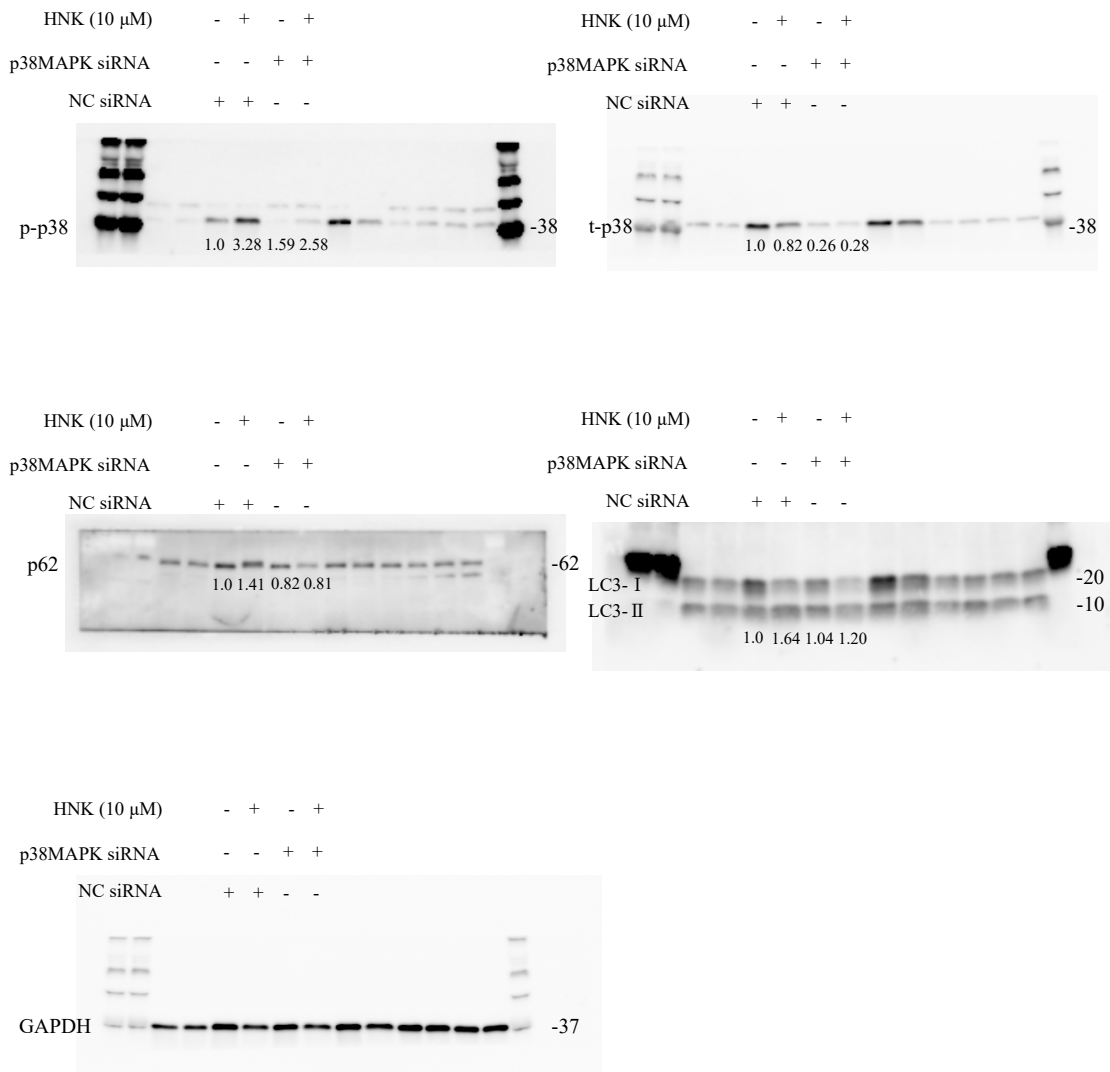 HNK (10 μM) - + - +
p38MAPK siRNA - - + +
NC siRNA + + - -
p-p38 -38
1.0 3.28 1.59 2.58
HNK (10 μM) - + - +
p38MAPK siRNA - - + +
NC siRNA + + - -
t-p38 -38
1.0 0.82 0.26 0.28
HNK (10 μM) - + - +
p38MAPK siRNA - - + +
NC siRNA + + - -
p62 -62
1.0 1.41 0.82 0.81
HNK (10 μM) - + - +
p38MAPK siRNA - - + +
NC siRNA + + - -
LC3- I -20
LC3- II -10
1.0 1.64 1.04 1.20
HNK (10 μM) - + - +
p38MAPK siRNA - - + +
NC siRNA + + - -
GAPDH -37